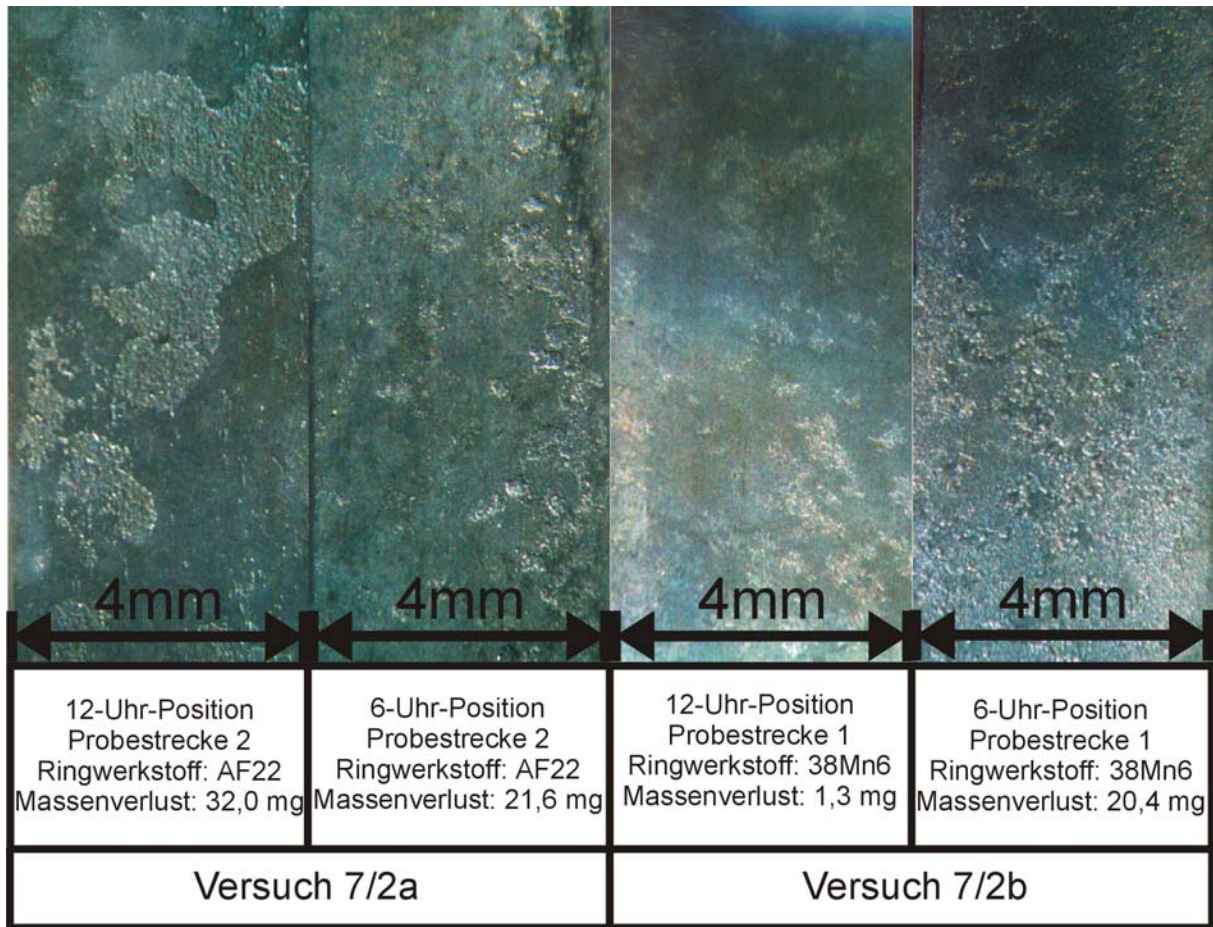 4mm 4mm 4mm 4mm
12-Uhr-Position
Probestrecke 2
Ringwerkstoff: AF22
Massenverlust: 32,0 mg
6-Uhr-Position
Probestrecke 2
Ringwerkstoff: AF22
Massenverlust: 21,6 mg
12-Uhr-Position
Probestrecke 1
Ringwerkstoff: 38Mn6
Massenverlust: 1,3 mg
6-Uhr-Position
Probestrecke 1
Ringwerkstoff: 38Mn6
Massenverlust: 20,4 mg
Versuch 7/2a
Versuch 7/2b